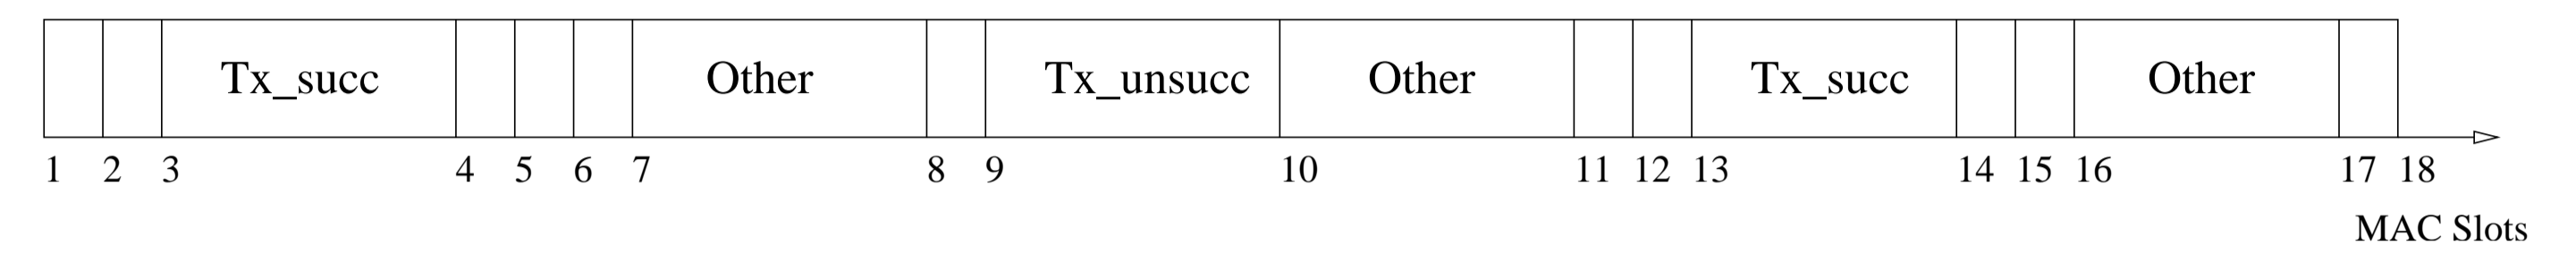 Tx_succ Other Tx_unsucc Other Tx_succ Other
1 2 3 4 5 6 7 8 9 10 11 12 13 14 15 16 17 18
MAC Slots